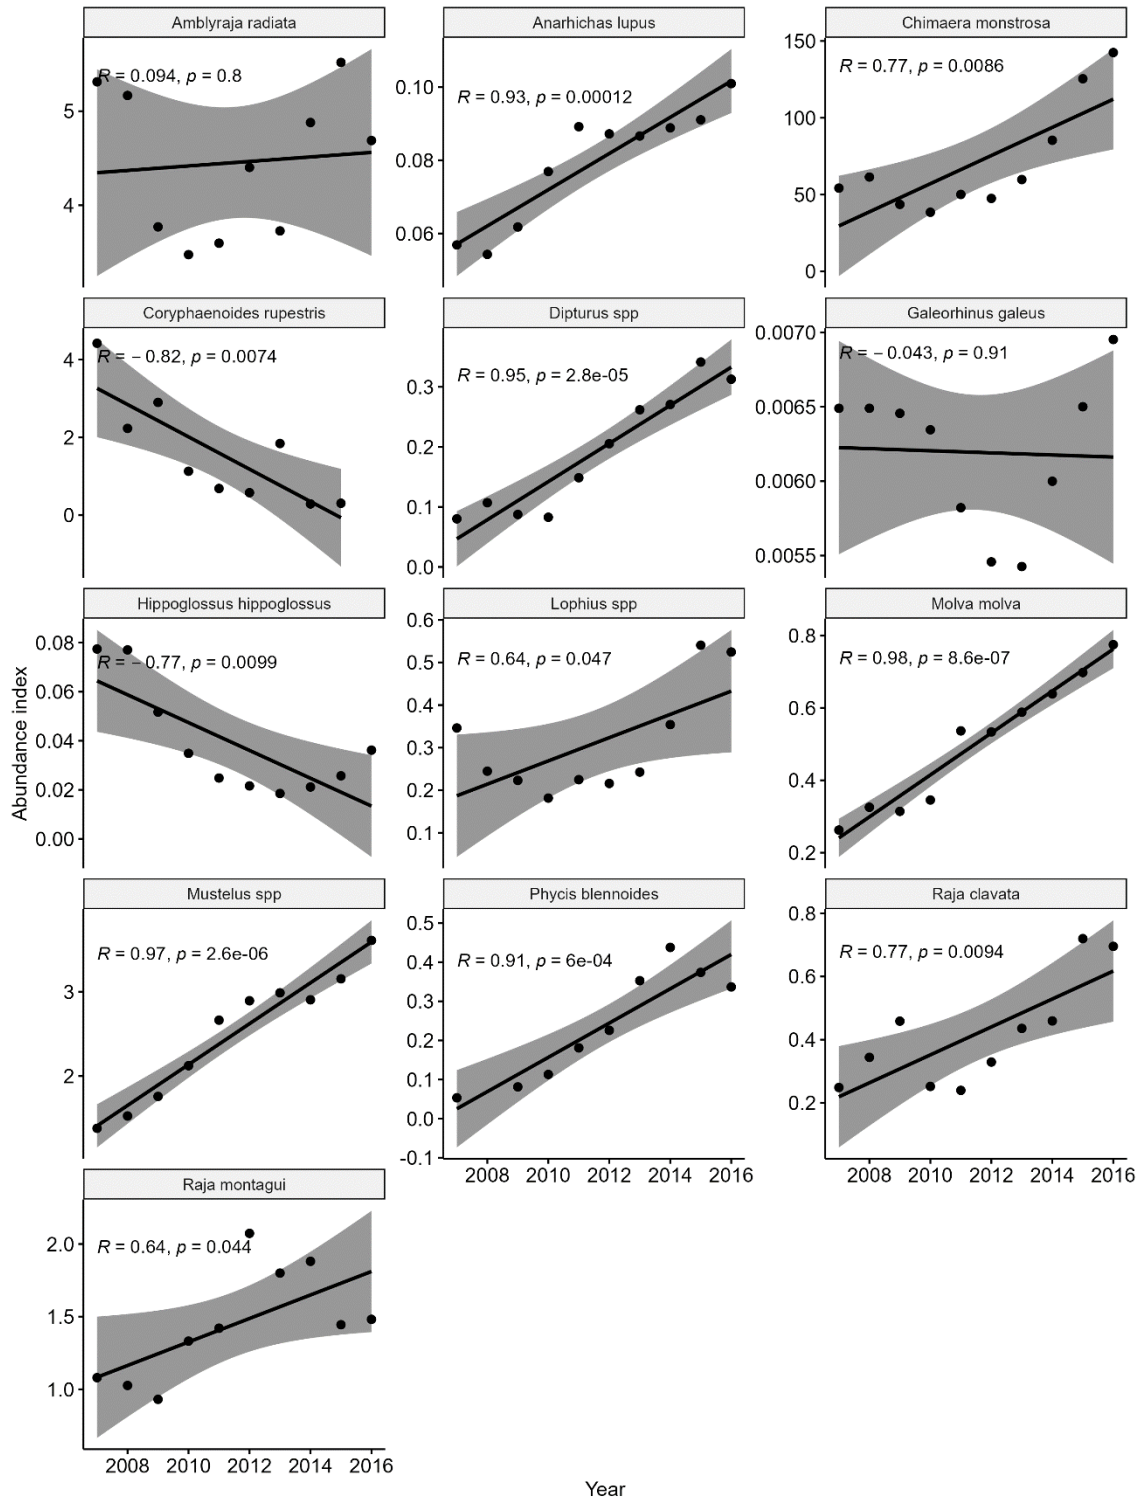 Amblyraja radiata
Anarhichas lupus
Chimaera monstrosa
R = 0.094, p = 0.8
5
4
R = 0.93, p = 0.00012
0.10
0.08
0.06
R = 0.77, p = 0.0086
150
100
50
0
Coryphaenoides rupestris
Dipturus spp
Galeorhinus galeus
R = − 0.82, p = 0.0074
4
2
0
R = 0.95, p = 2.8e-05
0.3
0.2
0.1
0.0
R = − 0.043, p = 0.91
0.0070
0.0065
0.0060
0.0055
Hippoglossus hippoglossus
Lophius spp
Molva molva
R = − 0.77, p = 0.0099
0.08
0.06
0.04
0.02
0.00
R = 0.64, p = 0.047
0.6
0.5
0.4
0.3
0.2
0.1
R = 0.98, p = 8.6e-07
0.8
0.6
0.4
0.2
Abundance index
Mustelus spp
Phycis blennoides
Raja clavata
R = 0.97, p = 2.6e-06
3
2
R = 0.91, p = 6e-04
0.5
0.4
0.3
0.2
0.1
0.0
-0.1
2008 2010 2012 2014 2016
R = 0.77, p = 0.0094
0.8
0.6
0.4
0.2
2008 2010 2012 2014 2016
Raja montagui
R = 0.64, p = 0.044
2.0
1.5
1.0
2008 2010 2012 2014 2016
Year